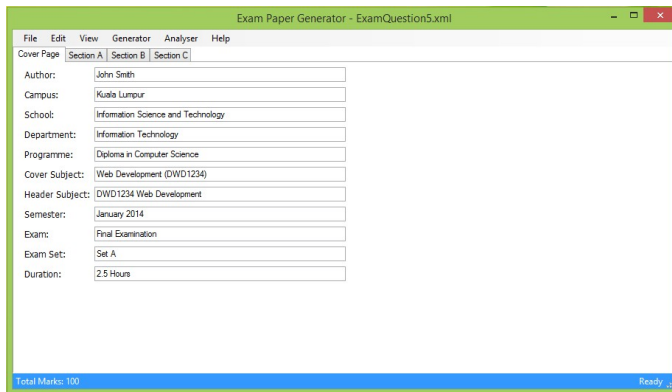 Exam Paper Generator - ExamQuestion5.xml
File Edit View Generator Analyser Help
Cover Page Section A Section B Section C
Author: John Smith
Campus: Kuala Lumpur
School: Information Science and Technology
Department: Information Technology
Programme: Diploma in Computer Science
Cover Subject: Web Development (DWD1234)
Header Subject: DWD1234 Web Development
Semester: January 2014
Exam: Final Examination
Exam Set: Set A
Duration: 2.5 Hours
Total Marks: 100 Ready